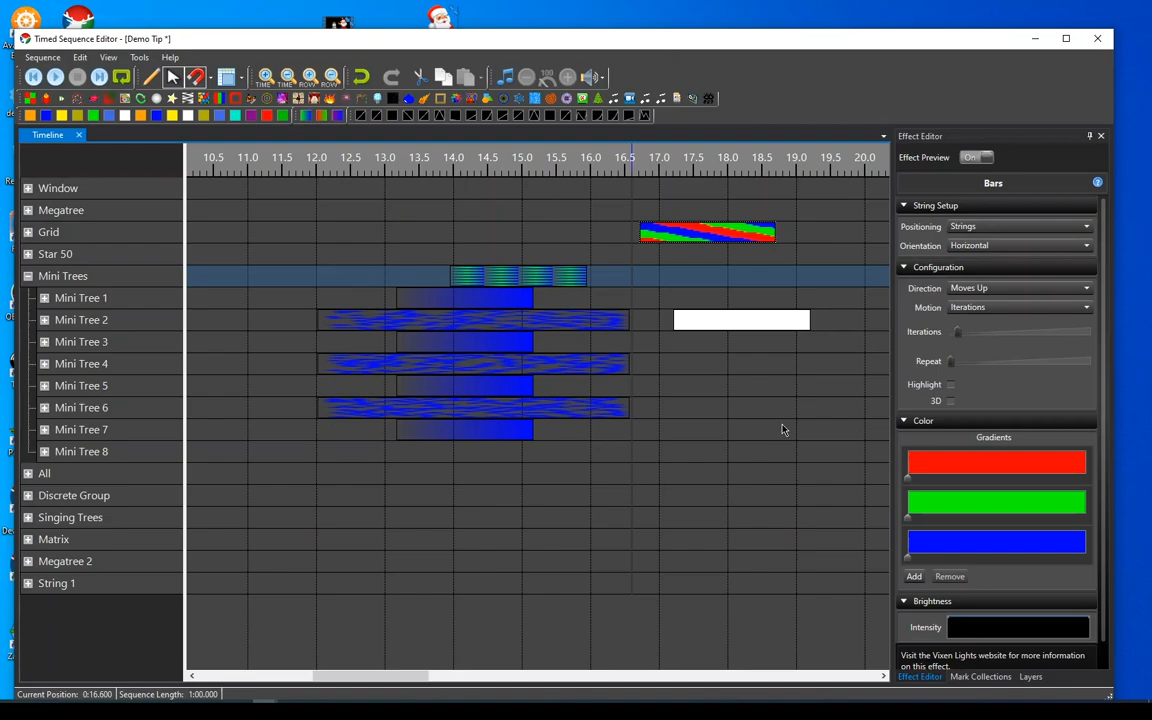 Timed Sequence Editor - [Demo Tip *]
Sequence Edit View Tools Help
TIME TIME ROW ROW 100
Timeline
10.5 11.0 11.5 12.0 12.5 13.0 13.5 14.0 14.5 15.0 15.5 16.0 16.5 17.0 17.5 18.0 18.5 19.0 19.5 20.0
Window
Megatree
Grid
Star 50
Mini Trees
Mini Tree 1
Mini Tree 2
Mini Tree 3
Mini Tree 4
Mini Tree 5
Mini Tree 6
Mini Tree 7
Mini Tree 8
All
Discrete Group
Singing Trees
Matrix
Megatree 2
String 1
Effect Editor
Effect Preview On
Bars
String Setup
Positioning Strings
Orientation Horizontal
Configuration
Direction Moves Up
Motion Iterations
Iterations
Repeat
Highlight
3D
Color
Gradients
Add Remove
Brightness
Intensity
Visit the Vixen Lights website for more information
on this effect.
Effect Editor Mark Collections Layers
Current Position: 0:16.600 Sequence Length: 1:00.000